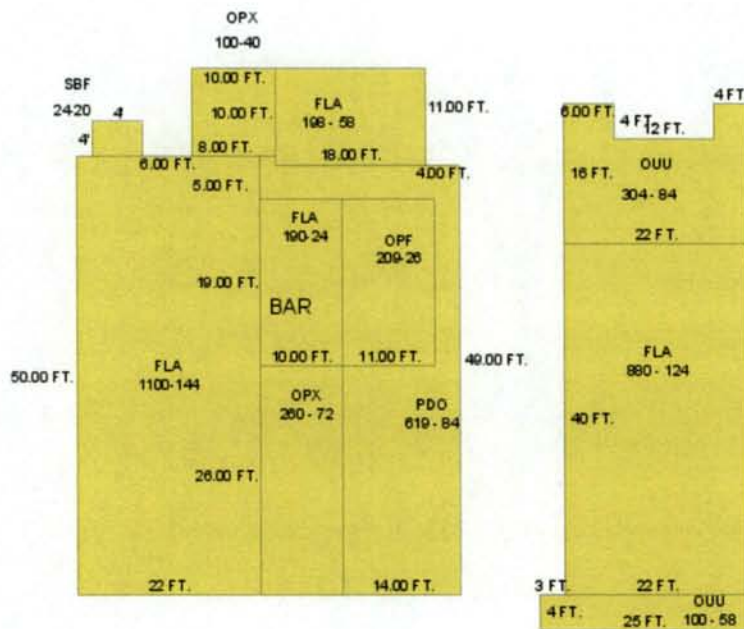 OPX
100-40
SBF
2420
4'
4'
10.00 FT.
10.00 FT.
8.00 FT.
FLA
198 - 58
11.00 FT.
18.00 FT.
6.00 FT.
5.00 FT.
4.00 FT.
FLA
190-24
OPF
209-26
19.00 FT.
BAR
10.00 FT.
11.00 FT.
49.00 FT.
50.00 FT.
FLA
1100-144
OPX
260 - 72
PDO
619 - 84
26.00 FT.
22 FT.
14.00 FT.
6.00 FT.
4 FT.
4 FT.
12 FT.
16 FT.
OUU
304 - 84
22 FT.
FLA
880 - 124
40 FT.
3 FT.
22 FT.
4 FT.
25 FT.
OUU
100 - 58